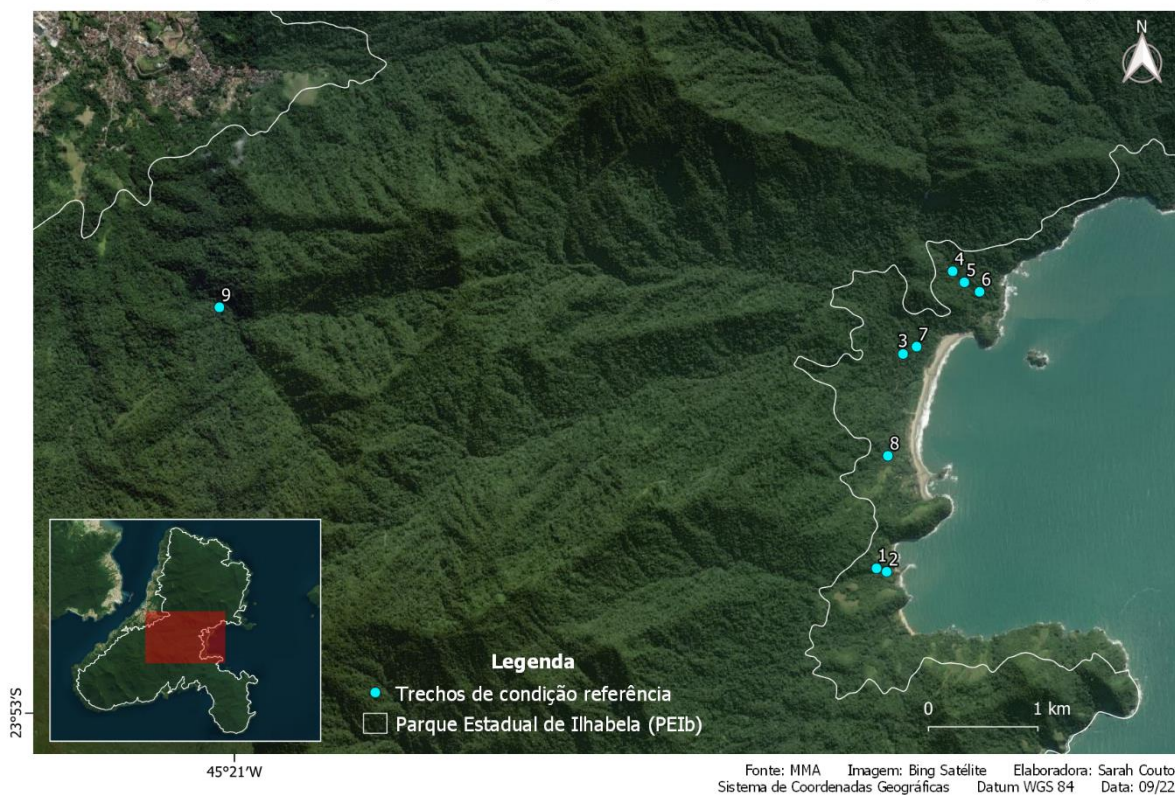 N
4
5
6
9
3 7
8
1 2
Legenda
Trechos de condição referência
Parque Estadual de Ilhabela (PEIb)
0 1 km
23°53'S
45°21'W
Fonte: MMA Imagem: Bing Satélite Elaboradora: Sarah Couto
Sistema de Coordenadas Geográficas Datum WGS 84 Data: 09/22